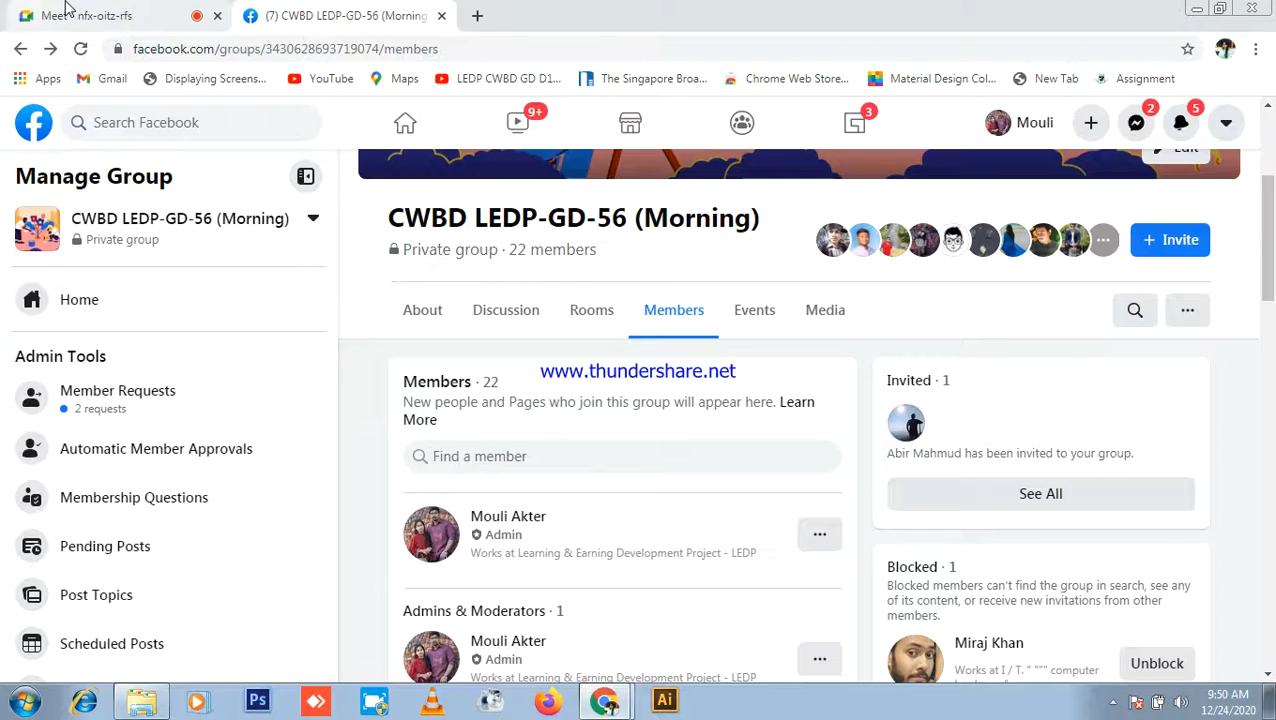 Meet nfx-oitz-rfs
(7) CWBD LEDP-GD-56 (Morning)
facebook.com/groups/3430628693719074/members
Apps
Gmail
Displaying Screens...
YouTube
Maps
LEDP CWBD GD D1...
The Singapore Broa...
Chrome Web Store...
Material Design Col...
New Tab
Assignment
Search Facebook
9+
3
Mouli
2
5
Manage Group
CWBD LEDP-GD-56 (Morning)
Private group
Home
Admin Tools
Member Requests
2 requests
Automatic Member Approvals
Membership Questions
Pending Posts
Post Topics
Scheduled Posts
Edit
CWBD LEDP-GD-56 (Morning)
Private group · 22 members
+ Invite
About
Discussion
Rooms
Members
Events
Media
www.thundershare.net
Members · 22
New people and Pages who join this group will appear here. Learn
More
Find a member
Mouli Akter
Admin
Works at Learning & Earning Development Project - LEDP
Admins & Moderators · 1
Mouli Akter
Admin
Works at Learning & Earning Development Project - LEDP
Invited · 1
Abir Mahmud has been invited to your group.
See All
Blocked · 1
Blocked members can't find the group in search, see any
of its content, or receive new invitations from other
members.
Miraj Khan
Works at I / T. " """ computer
Unblock
Ps
Ai
9:50 AM
12/24/2020